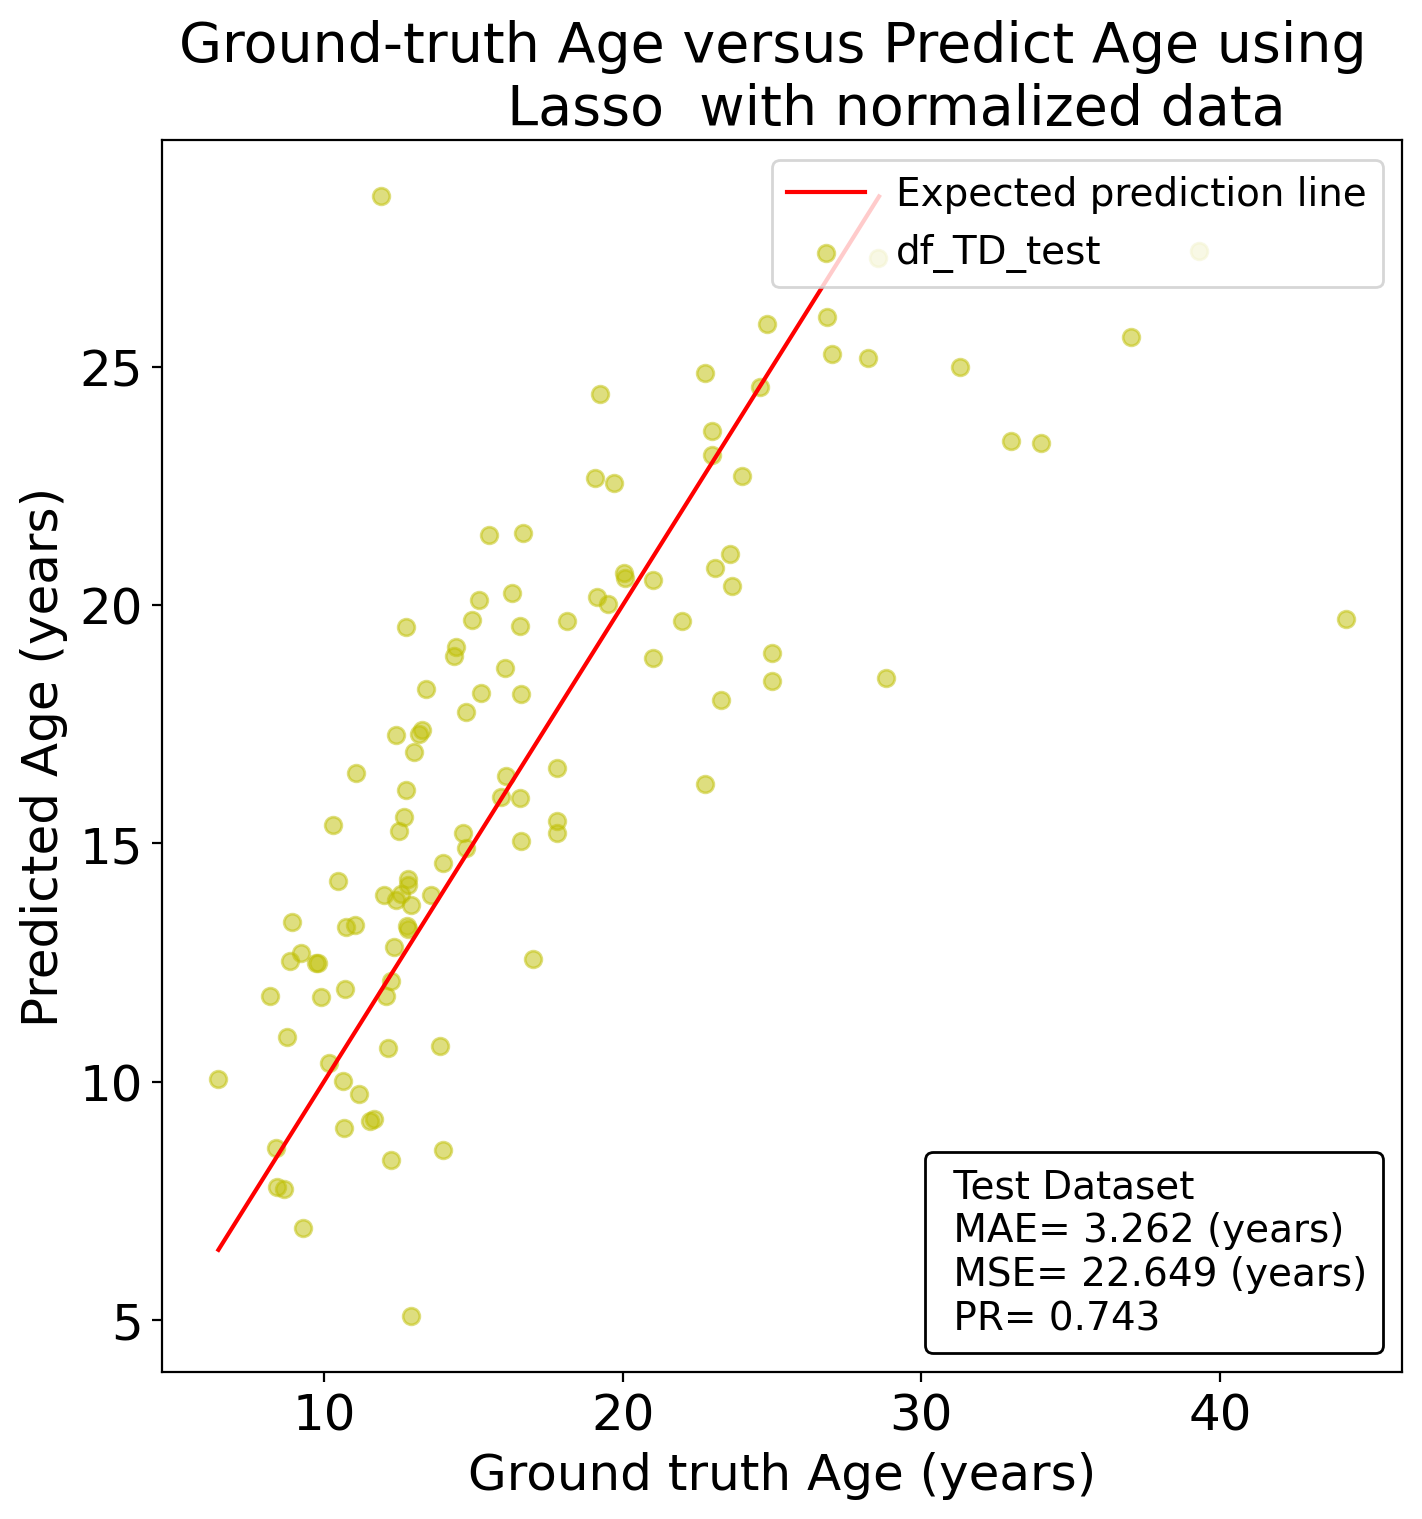 Ground-truth Age versus Predict Age using
Lasso  with normalized data
Expected prediction line
df_TD_test
25
20
15
10
5
Predicted Age (years)
Test Dataset
MAE= 3.262 (years)
MSE= 22.649 (years)
PR= 0.743
10 20 30 40
Ground truth Age (years)